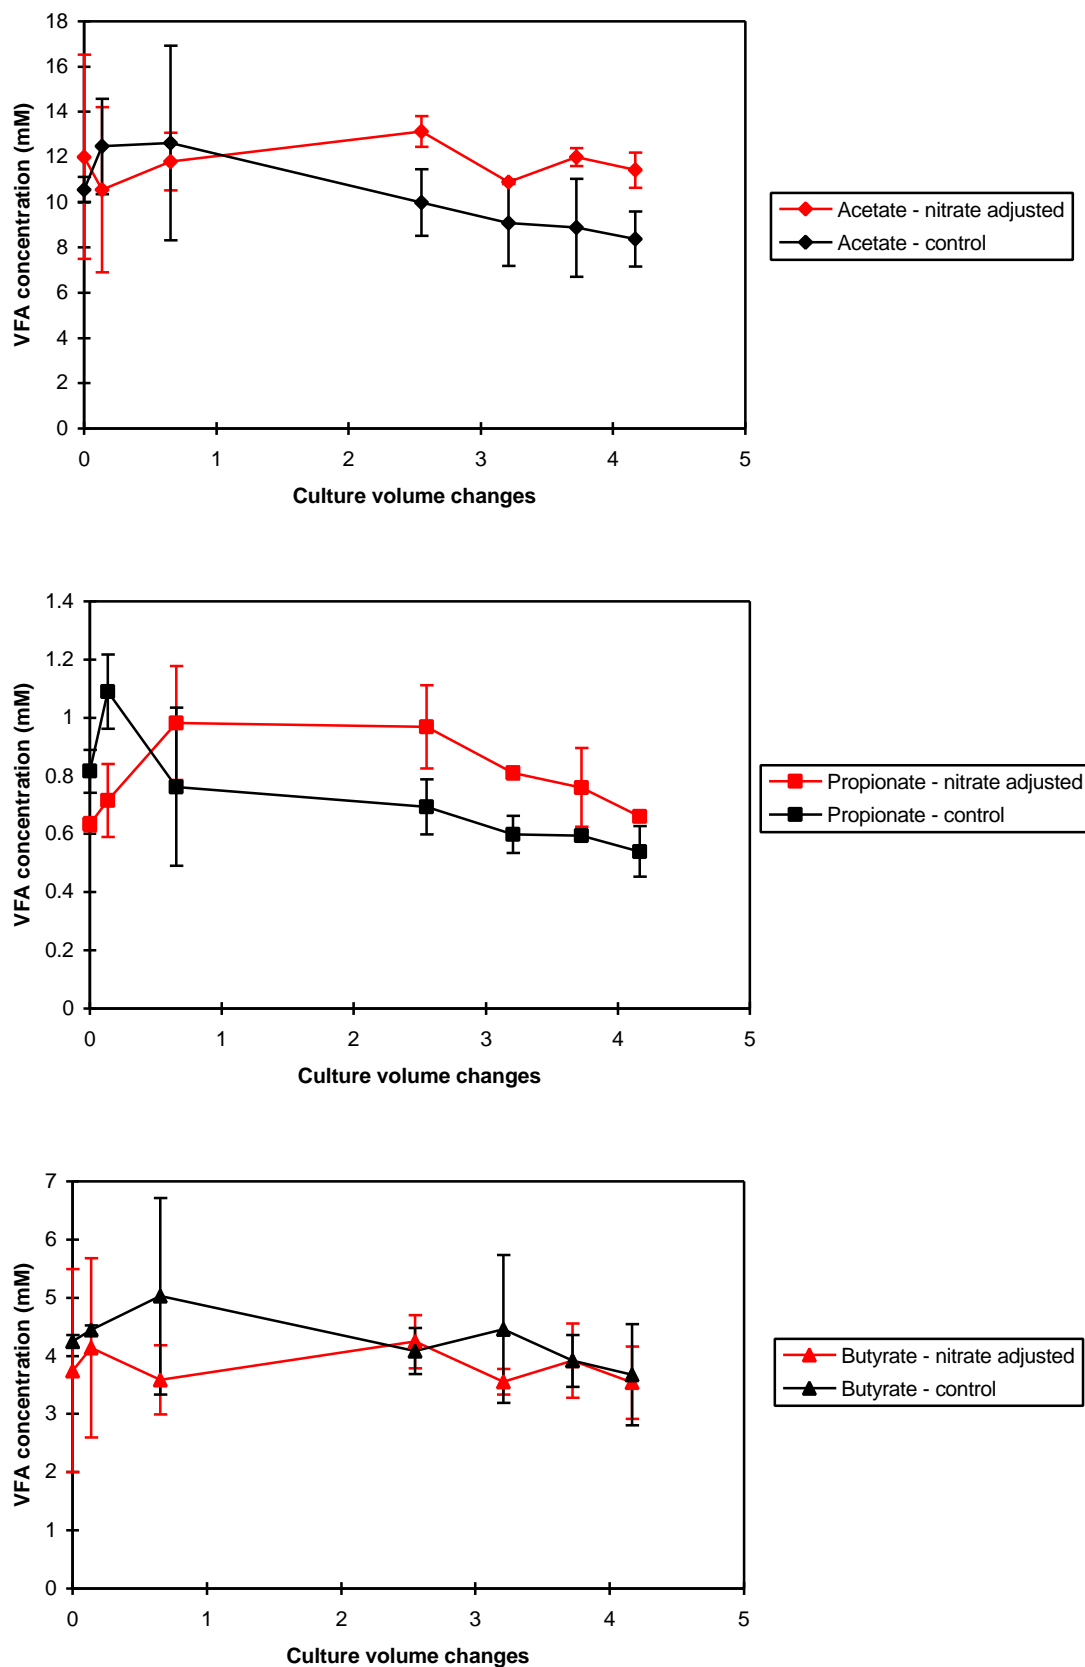 18
16
14
12
10
8
6
4
2
0
VFA concentration (mM)
0 1 2 3 4 5
Culture volume changes
Acetate - nitrate adjusted
Acetate - control
1.4
1.2
1
0.8
0.6
0.4
0.2
0
VFA concentration (mM)
0 1 2 3 4 5
Culture volume changes
Propionate - nitrate adjusted
Propionate - control
7
6
5
4
3
2
1
0
VFA concentration (mM)
0 1 2 3 4 5
Culture volume changes
Butyrate - nitrate adjusted
Butyrate - control